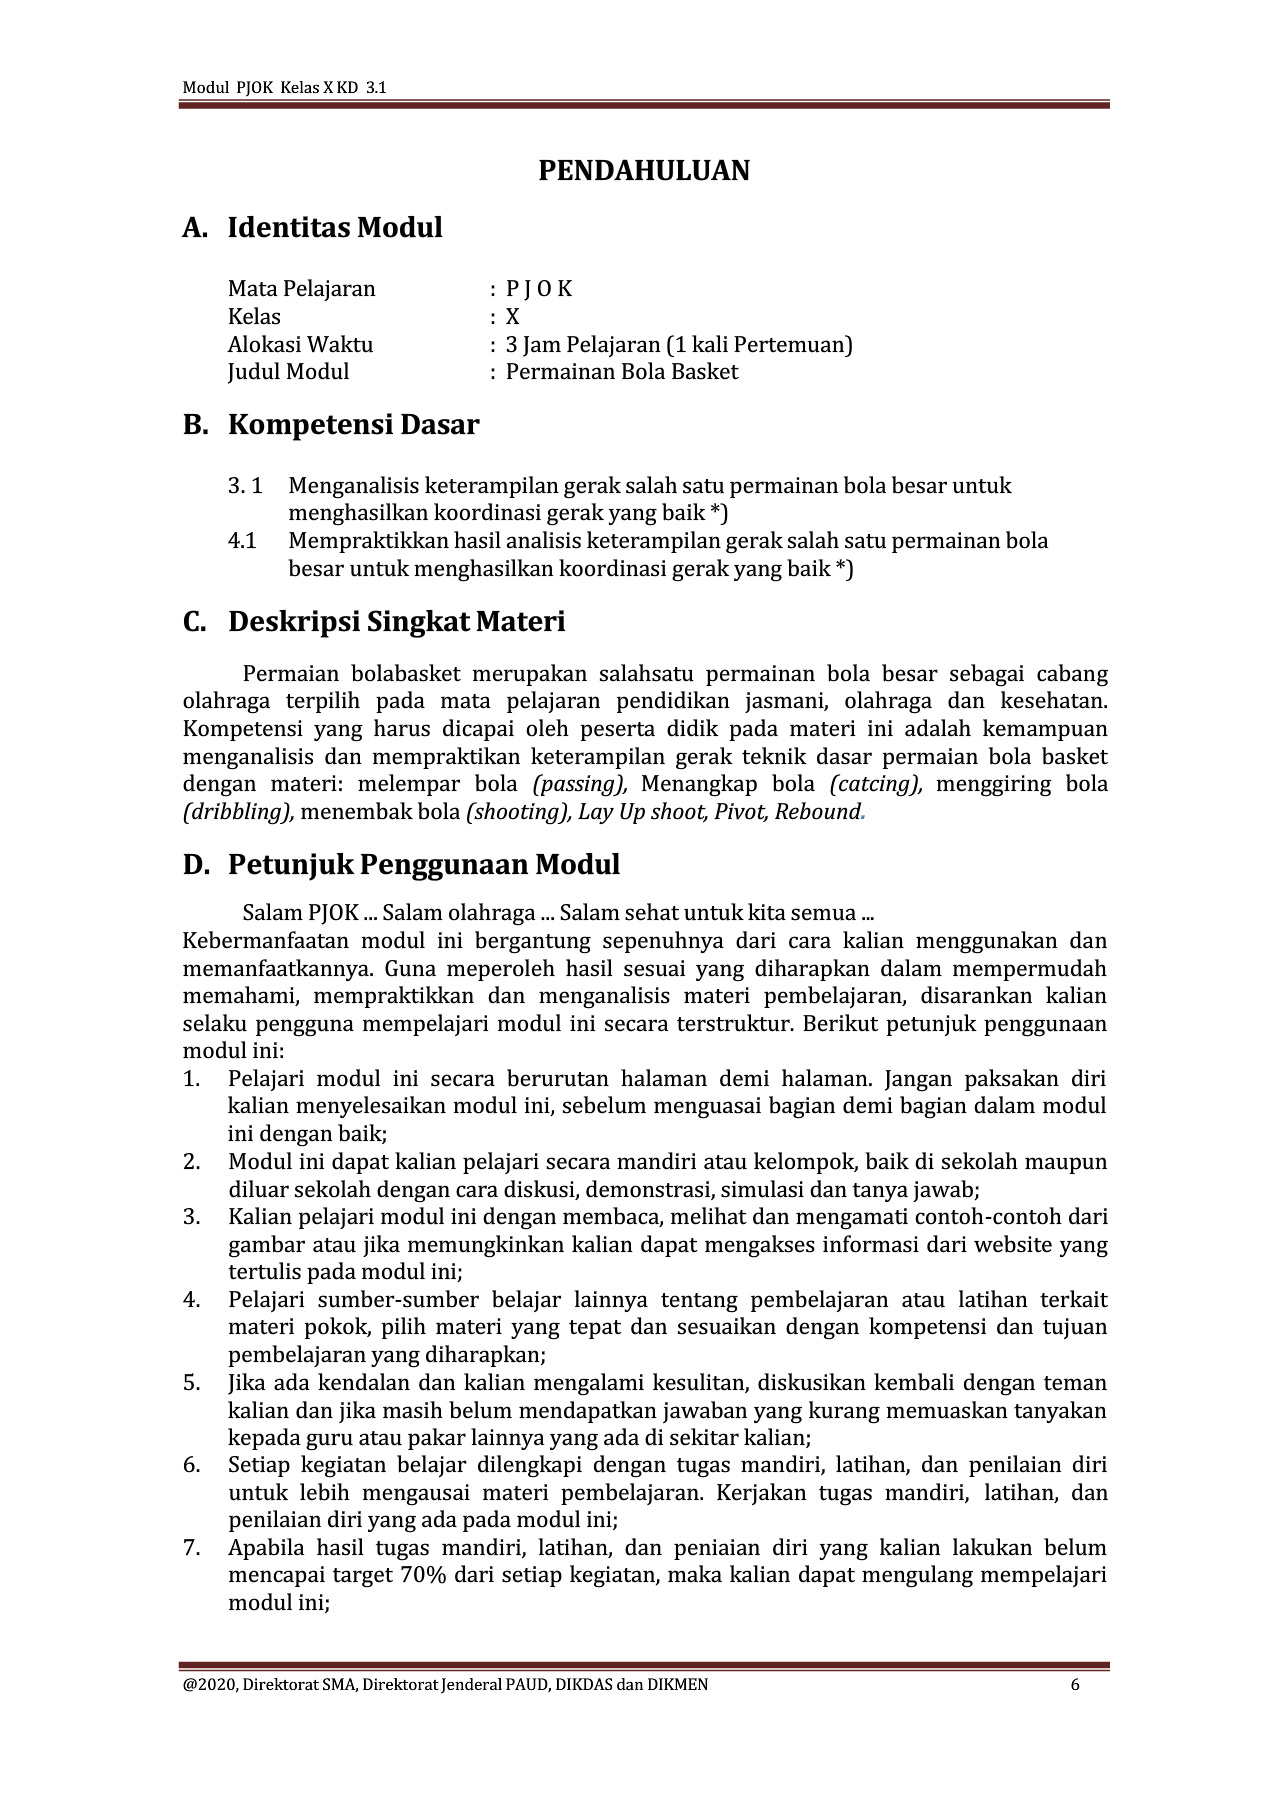 Modul PJOK Kelas X KD 3.1
PENDAHULUAN
A. Identitas Modul
Mata Pelajaran : P J O K
Kelas : X
Alokasi Waktu : 3 Jam Pelajaran (1 kali Pertemuan)
Judul Modul : Permainan Bola Basket
B. Kompetensi Dasar
3. 1 Menganalisis keterampilan gerak salah satu permainan bola besar untuk
menghasilkan koordinasi gerak yang baik *)
4.1 Mempraktikkan hasil analisis keterampilan gerak salah satu permainan bola
besar untuk menghasilkan koordinasi gerak yang baik *)
C. Deskripsi Singkat Materi
Permaian bolabasket merupakan salahsatu permainan bola besar sebagai cabang
olahraga terpilih pada mata pelajaran pendidikan jasmani, olahraga dan kesehatan.
Kompetensi yang harus dicapai oleh peserta didik pada materi ini adalah kemampuan
menganalisis dan mempraktikan keterampilan gerak teknik dasar permaian bola basket
dengan materi: melempar bola (passing), Menangkap bola (catcing), menggiring bola
(dribbling), menembak bola (shooting), Lay Up shoot, Pivot, Rebound.
D. Petunjuk Penggunaan Modul
Salam PJOK ... Salam olahraga ... Salam sehat untuk kita semua ...
Kebermanfaatan modul ini bergantung sepenuhnya dari cara kalian menggunakan dan
memanfaatkannya. Guna meperoleh hasil sesuai yang diharapkan dalam mempermudah
memahami, mempraktikkan dan menganalisis materi pembelajaran, disarankan kalian
selaku pengguna mempelajari modul ini secara terstruktur. Berikut petunjuk penggunaan
modul ini:
1. Pelajari modul ini secara berurutan halaman demi halaman. Jangan paksakan diri
kalian menyelesaikan modul ini, sebelum menguasai bagian demi bagian dalam modul
ini dengan baik;
2. Modul ini dapat kalian pelajari secara mandiri atau kelompok, baik di sekolah maupun
diluar sekolah dengan cara diskusi, demonstrasi, simulasi dan tanya jawab;
3. Kalian pelajari modul ini dengan membaca, melihat dan mengamati contoh-contoh dari
gambar atau jika memungkinkan kalian dapat mengakses informasi dari website yang
tertulis pada modul ini;
4. Pelajari sumber-sumber belajar lainnya tentang pembelajaran atau latihan terkait
materi pokok, pilih materi yang tepat dan sesuaikan dengan kompetensi dan tujuan
pembelajaran yang diharapkan;
5. Jika ada kendalan dan kalian mengalami kesulitan, diskusikan kembali dengan teman
kalian dan jika masih belum mendapatkan jawaban yang kurang memuaskan tanyakan
kepada guru atau pakar lainnya yang ada di sekitar kalian;
6. Setiap kegiatan belajar dilengkapi dengan tugas mandiri, latihan, dan penilaian diri
untuk lebih mengausai materi pembelajaran. Kerjakan tugas mandiri, latihan, dan
penilaian diri yang ada pada modul ini;
7. Apabila hasil tugas mandiri, latihan, dan peniaian diri yang kalian lakukan belum
mencapai target 70% dari setiap kegiatan, maka kalian dapat mengulang mempelajari
modul ini;
@2020, Direktorat SMA, Direktorat Jenderal PAUD, DIKDAS dan DIKMEN 6